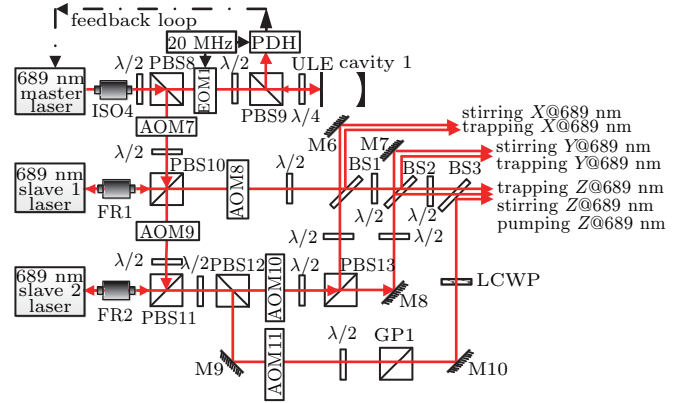 feedback loop
20 MHz
PDH
λ/2
PBS8
λ/2
ULE
cavity 1
689 nm
master
laser
EOM1
ISO4
PBS9
λ/4
AOM7
M6
M7
stirring X@689 nm
trapping X@689 nm
stirring Y@689 nm
trapping Y@689 nm
λ/2
PBS10
λ/2
BS1
BS2
BS3
689 nm
slave 1
laser
AOM8
trapping Z@689 nm
stirring Z@689 nm
pumping Z@689 nm
FR1
λ/2
λ/2
AOM9
λ/2
λ/2
λ/2
λ/2
PBS12
λ/2
PBS13
689 nm
slave 2
laser
AOM10
LCWP
FR2
PBS11
M8
λ/2
GP1
M9
AOM11
M10